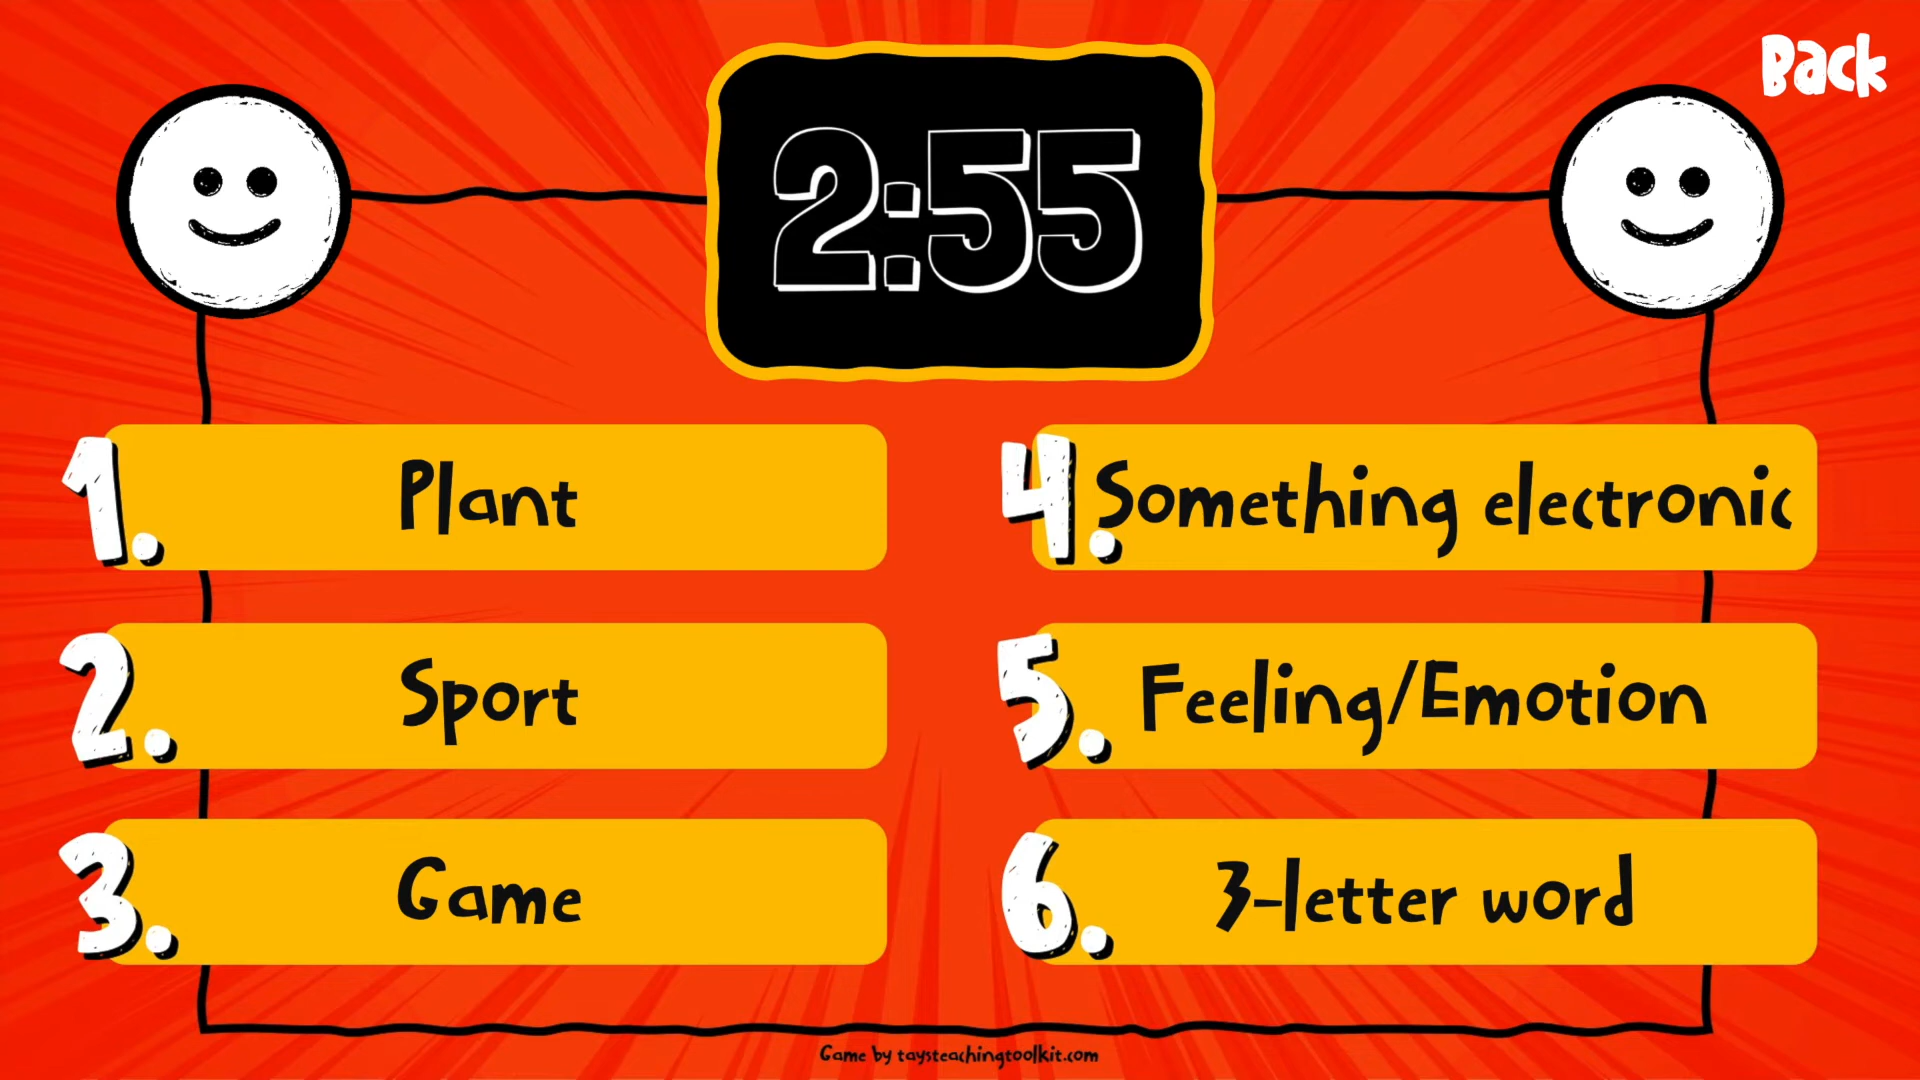 Back
2:55
1. Plant
2. Sport
3. Game
4. Something electronic
5. Feeling/Emotion
6. 3-letter word
Game by taysteachingtoolkit.com